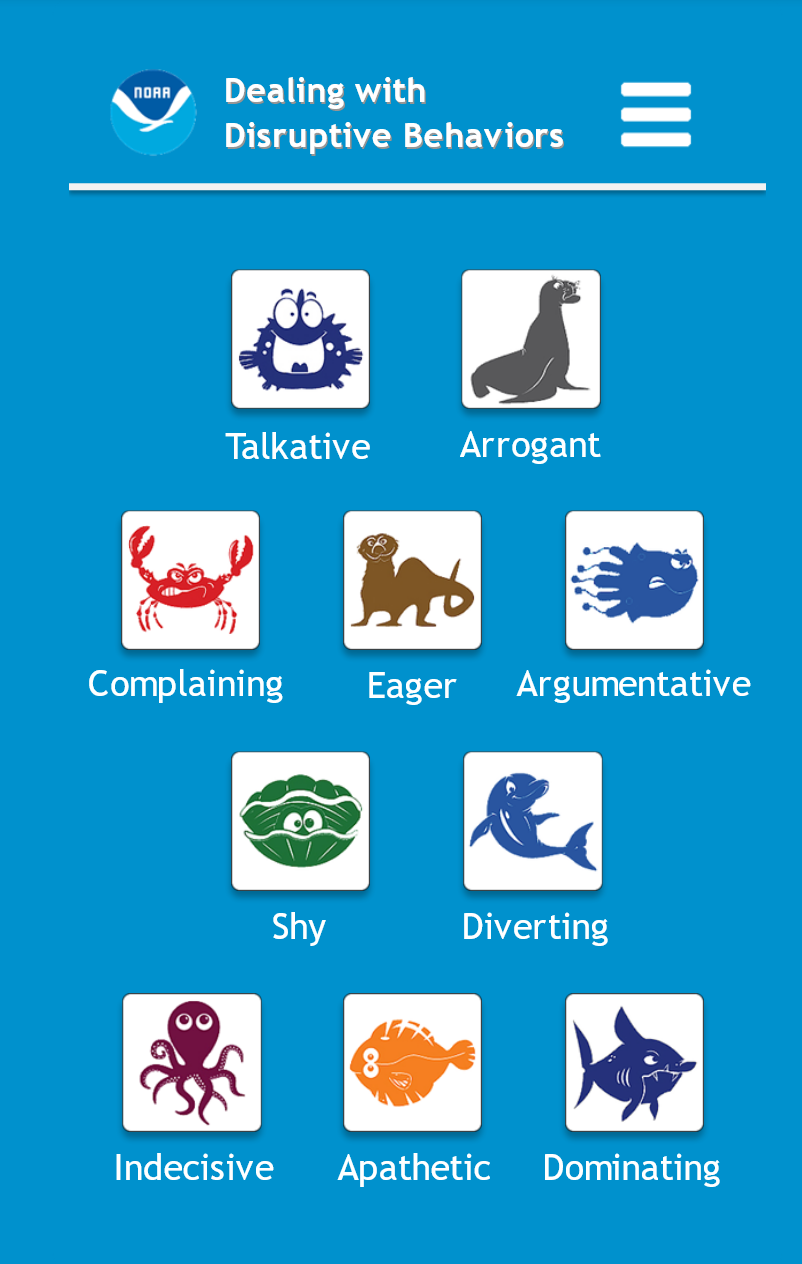 NOAA
Dealing with
Disruptive Behaviors
Talkative
Arrogant
Complaining
Eager
Argumentative
Shy
Diverting
Indecisive
Apathetic
Dominating